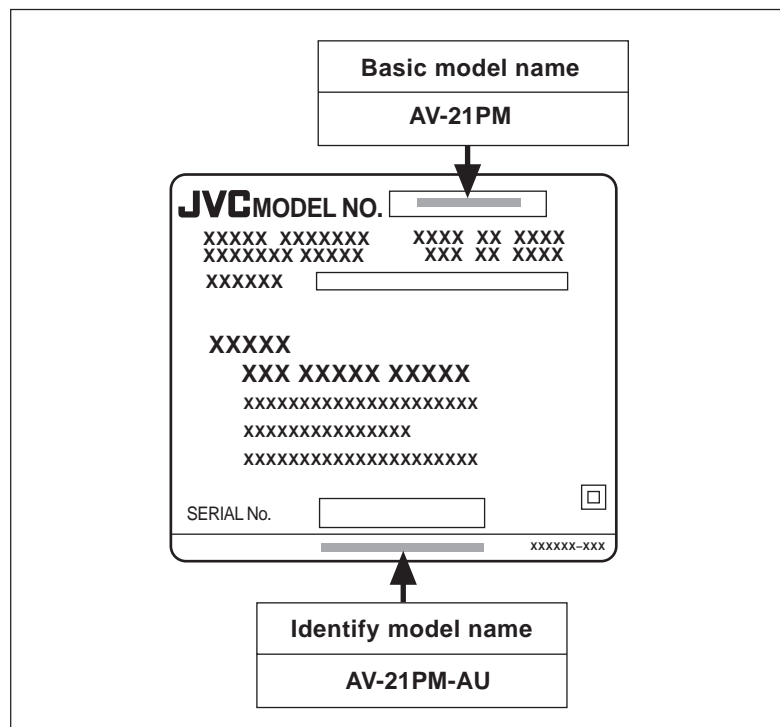 Basic model name
AV-21PM
JVC MODEL NO.
XXXXX XXXXXXX XXXX XX XXXX
XXXXXXX XXXXX XXX XX XXXX
XXXXXX
XXXXX
XXX XXXXX XXXXX
XXXXXXXXXXXXXXXXXXXXX
XXXXXXXXXXXXXXX
XXXXXXXXXXXXXXXXXXXXX
SERIAL No.
XXXXXX–XXX
Identify model name
AV-21PM-AU